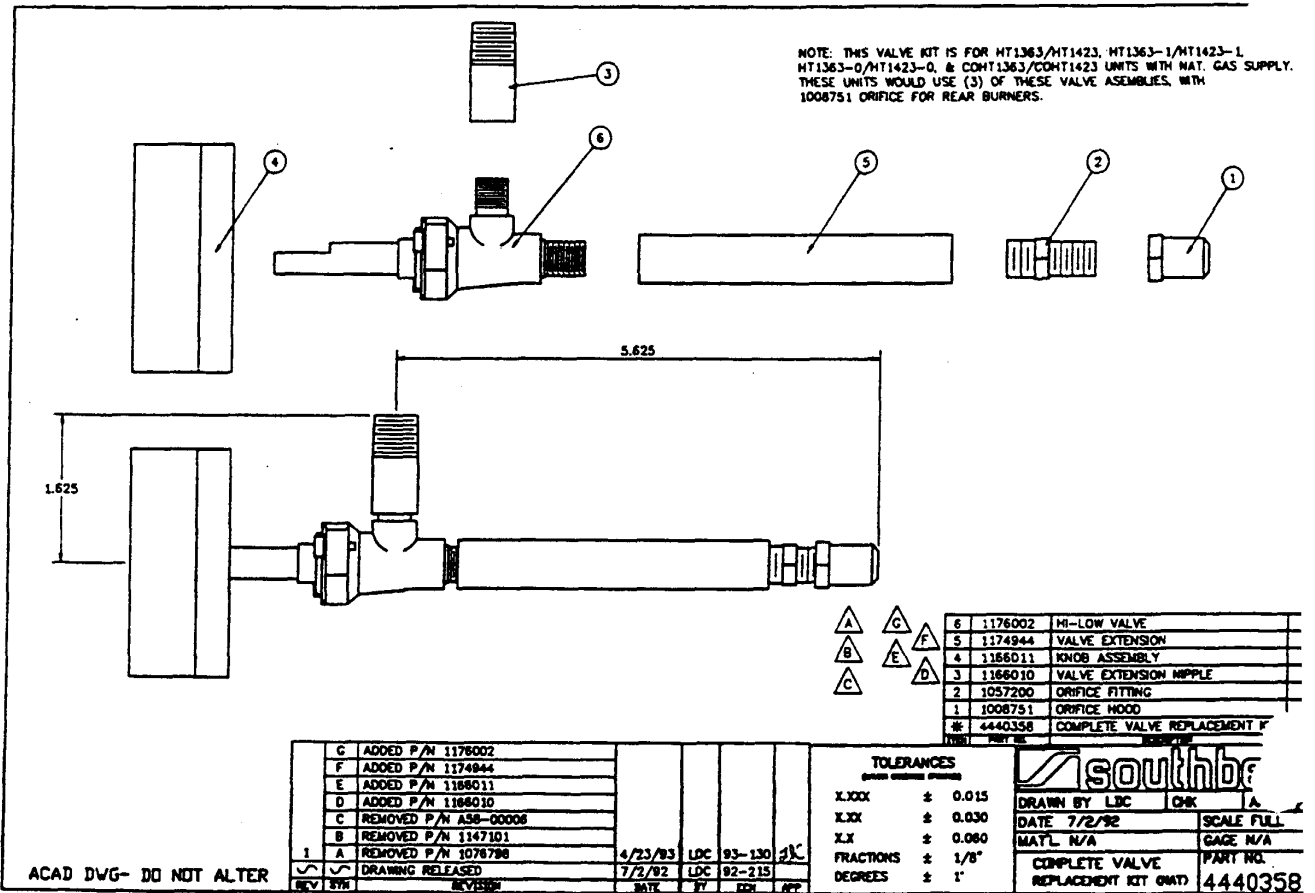 NOTE: THIS VALVE KIT IS FOR HT1363/HT1423, HT1363-1/HT1423-1,
HT1363-0/HT1423-0, & COHT1363/COHT1423 UNITS WITH NAT. GAS SUPPLY.
THESE UNITS WOULD USE (3) OF THESE VALVE ASEMBLIES, WITH
1008751 ORIFICE FOR REAR BURNERS.
3
4
6
5
2
1
5.625
1.625
A G
B F
C E D
6 1176002 HI-LOW VALVE
5 1174944 VALVE EXTENSION
4 1166011 KNOB ASSEMBLY
3 1166010 VALVE EXTENSION NIPPLE
2 1057200 ORIFICE FITTING
1 1008751 ORIFICE HOOD
* 4440358 COMPLETE VALVE REPLACEMENT
ITEM PART NO.
G ADDED P/N 1176002
F ADDED P/N 1174944
E ADDED P/N 1166011
D ADDED P/N 1166010
C REMOVED P/N A58-00006
B REMOVED P/N 1147101
1 A REMOVED P/N 1076798 4/23/93 LDC 93-130
DRAWING RELEASED 7/2/92 LDC 92-215
REV SYM REVISION DATE BY ECN APP
TOLERANCES
X.XXX ± 0.015
X.XX ± 0.030
X.X ± 0.060
FRACTIONS ± 1/8"
DEGREES ± 1°
southbe
DRAWN BY LDC CHK A
DATE 7/2/92 SCALE FULL
MAT'L N/A GAGE N/A
COMPLETE VALVE
REPLACEMENT KIT (NAT)
PART NO.
4440358
ACAD DWG- DO NOT ALTER